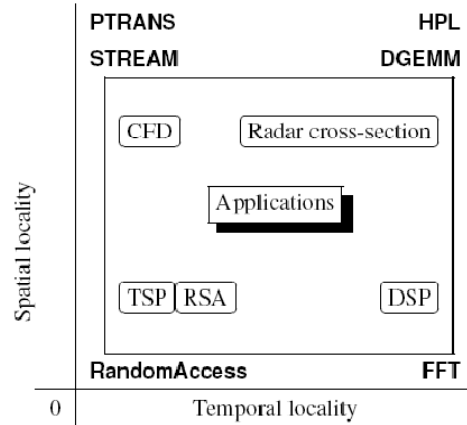 PTRANS HPL
STREAM DGEMM
CFD Radar cross-section
Applications
Spatial locality
TSP RSA DSP
RandomAccess FFT
0 Temporal locality